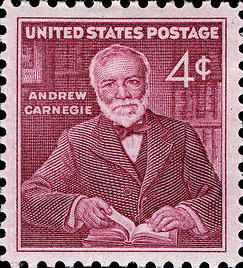 UNITED STATES POSTAGE
4¢
ANDREW
CARNEGIE